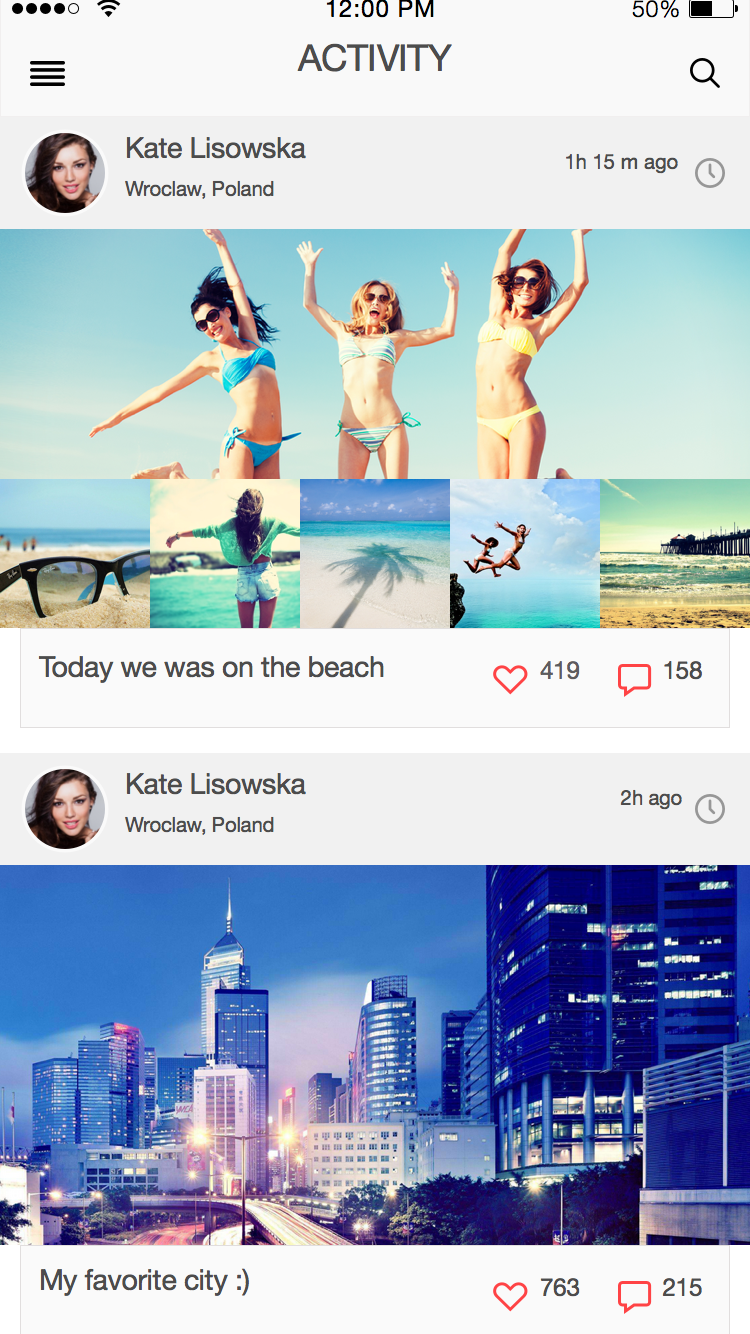 12:00 PM
50%
ACTIVITY
Kate Lisowska
1h 15 m ago
Wroclaw, Poland
Today we was on the beach
419
158
Kate Lisowska
2h ago
Wroclaw, Poland
YMCA
My favorite city :)
763
215